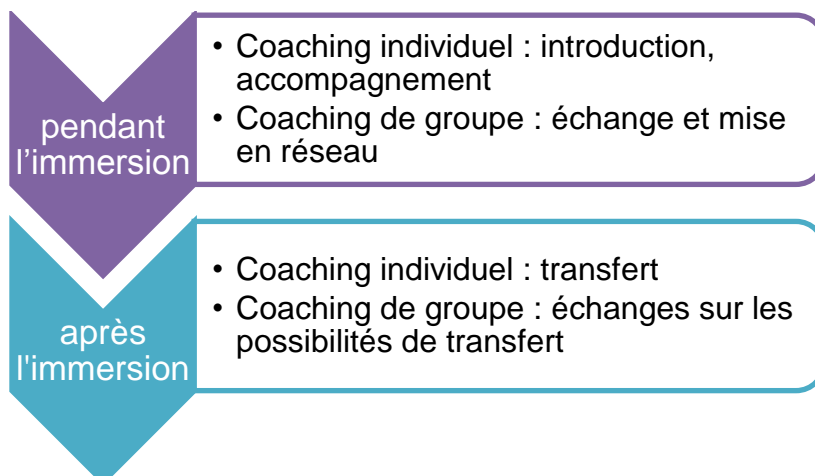 pendant
l’immersion
• Coaching individuel : introduction,
accompagnement
• Coaching de groupe : échange et mise
en réseau
après
l'immersion
• Coaching individuel : transfert
• Coaching de groupe : échanges sur les
possibilités de transfert